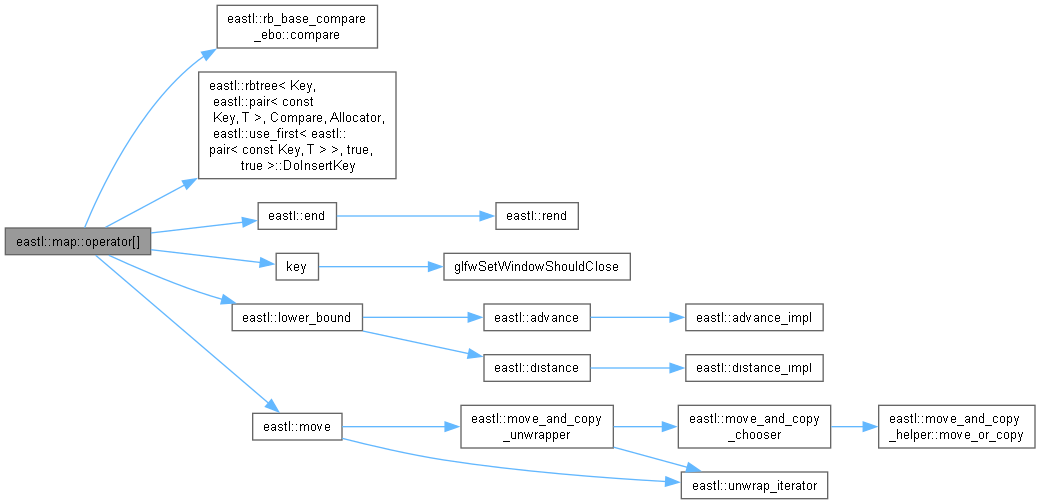 eastl::rb_base_compare
_ebo::compare
eastl::rbtree< Key,
eastl::pair< const
Key, T >, Compare, Allocator,
eastl::use_first< eastl::
pair< const Key, T > >, true,
true >::DoInsertKey
eastl::end
eastl::rend
eastl::map::operator[]
key
glfwSetWindowShouldClose
eastl::lower_bound
eastl::advance
eastl::advance_impl
eastl::distance
eastl::distance_impl
eastl::move
eastl::move_and_copy
_unwrapper
eastl::move_and_copy
_chooser
eastl::move_and_copy
_helper::move_or_copy
eastl::unwrap_iterator